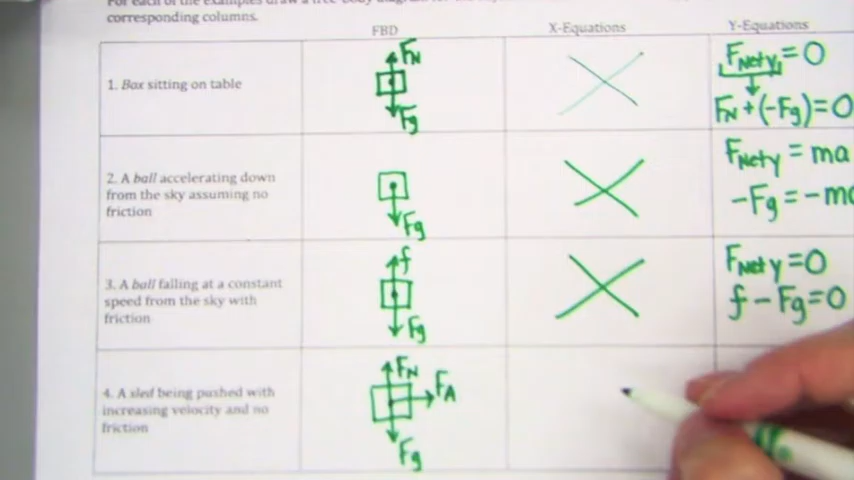 corresponding columns.
FBD
X-Equations
Y-Equations
1. Box sitting on table
FN
Fg
FNety = 0
FN + (-Fg) = 0
2. A ball accelerating down
from the sky assuming no
friction
Fg
FNety = ma
-Fg = -ma
3. A ball falling at a constant
speed from the sky with
friction
f
Fg
FNety = 0
f - Fg = 0
4. A sled being pushed with
increasing velocity and no
friction
FN
FA
Fg